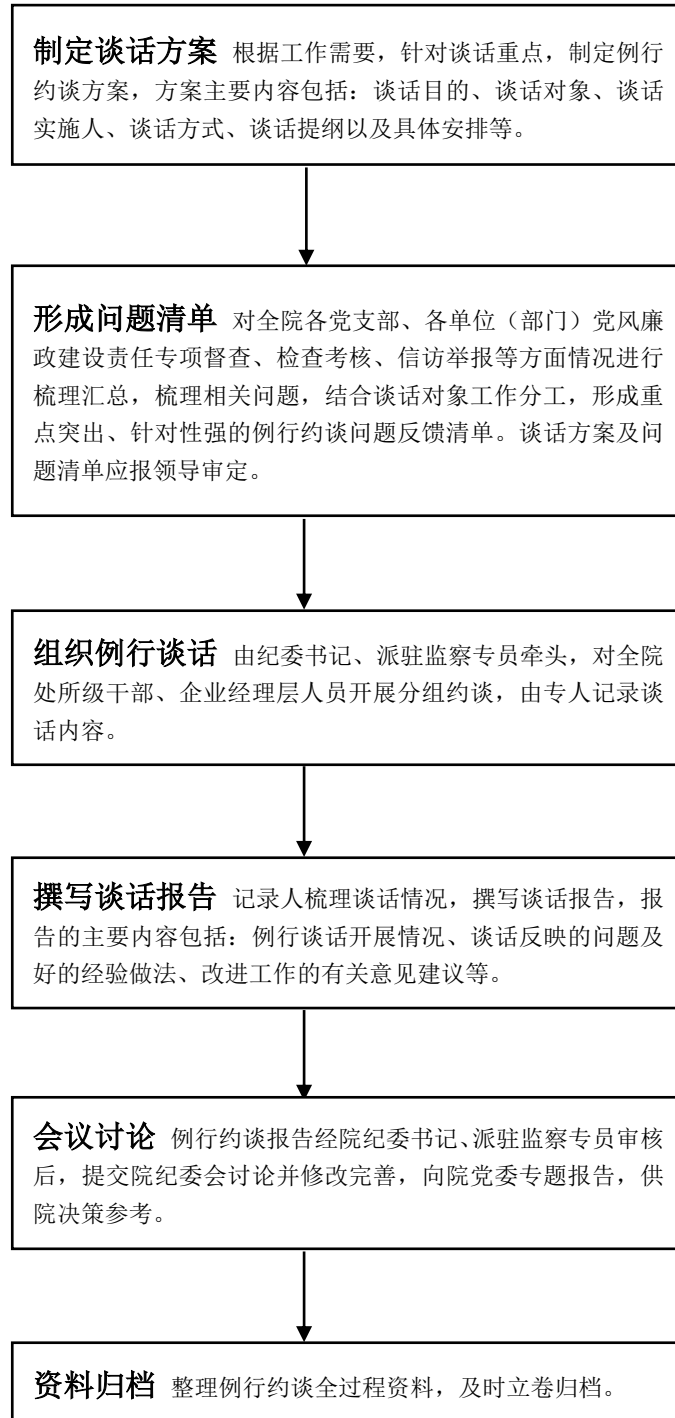 制定谈话方案 根据工作需要，针对谈话重点，制定例行
约谈方案，方案主要内容包括：谈话目的、谈话对象、谈话
实施人、谈话方式、谈话提纲以及具体安排等。
形成问题清单 对全院各党支部、各单位（部门）党风廉
政建设责任专项督查、检查考核、信访举报等方面情况进行
梳理汇总，梳理相关问题，结合谈话对象工作分工，形成重
点突出、针对性强的例行约谈问题反馈清单。谈话方案及问
题清单应报领导审定。
组织例行谈话 由纪委书记、派驻监察专员牵头，对全院
处所级干部、企业经理层人员开展分组约谈，由专人记录谈
话内容。
撰写谈话报告 记录人梳理谈话情况，撰写谈话报告，报
告的主要内容包括：例行谈话开展情况、谈话反映的问题及
好的经验做法、改进工作的有关意见建议等。
会议讨论 例行约谈报告经院纪委书记、派驻监察专员审核
后，提交院纪委会讨论并修改完善，向院党委专题报告，供
院决策参考。
资料归档 整理例行约谈全过程资料，及时立卷归档。